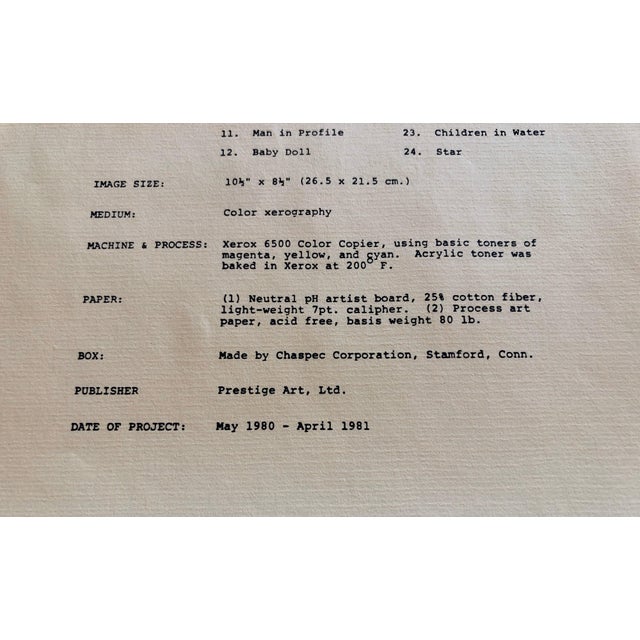 11. Man in Profile 23. Children in Water
12. Baby Doll 24. Star
IMAGE SIZE: 10½" x 8½" (26.5 x 21.5 cm.)
MEDIUM: Color xerography
MACHINE & PROCESS: Xerox 6500 Color Copier, using basic toners of
magenta, yellow, and cyan. Acrylic toner was
baked in Xerox at 200° F.
PAPER: (1) Neutral pH artist board, 25% cotton fiber,
light-weight 7pt. calipher. (2) Process art
paper, acid free, basis weight 80 lb.
BOX: Made by Chaspec Corporation, Stamford, Conn.
PUBLISHER Prestige Art, Ltd.
DATE OF PROJECT: May 1980 - April 1981